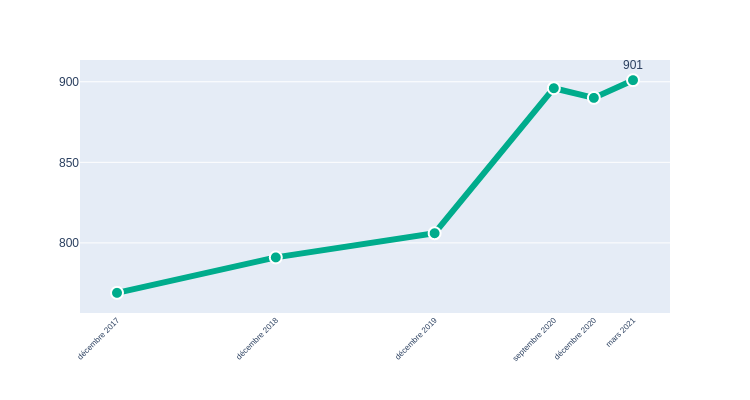 901
900
850
800
décembre 2017
décembre 2018
décembre 2019
septembre 2020
décembre 2020
mars 2021